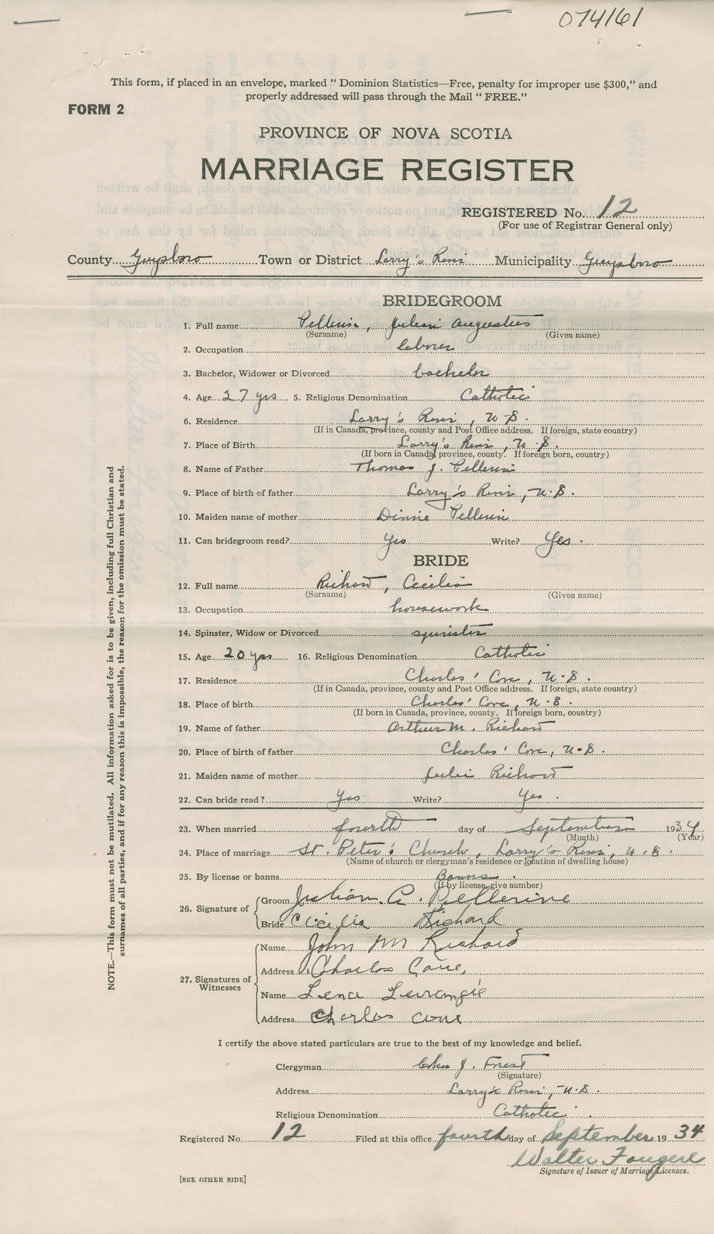 074161
This form, if placed in an envelope, marked “ Dominion Statistics—Free, penalty for improper use $300,” and
properly addressed will pass through the Mail “ FREE.”
FORM 2
PROVINCE OF NOVA SCOTIA
MARRIAGE REGISTER
REGISTERED No. 12
(For use of Registrar General only)
County Guysboro Town or District Larry's River Municipality Guysboro
BRIDEGROOM
1. Full name Pellerin, Julian Augustus
(Surname) (Given name)
2. Occupation laborer
3. Bachelor, Widower or Divorced bachelor
4. Age 27 yrs 5. Religious Denomination Catholic
6. Residence Larry's River, N.S.
(If in Canada, province, county and Post Office address. If foreign, state country)
7. Place of Birth Larry's River, N.S.
(If born in Canada, province, county. If foreign born, country)
8. Name of Father Thomas J. Pellerin
9. Place of birth of father Larry's River, N.S.
10. Maiden name of mother Pellerin
11. Can bridegroom read? Yes Write? Yes.
BRIDE
12. Full name Richard, Cecilia
(Surname) (Given name)
13. Occupation housework
14. Spinster, Widow or Divorced spinster
15. Age 20 yrs 16. Religious Denomination Catholic
17. Residence Charlos' Cove, N.S.
(If in Canada, province, county and Post Office address. If foreign, state country)
18. Place of birth Charlos' Cove, N.S.
(If born in Canada, province, county. If foreign born, country)
19. Name of father Arthur M. Richard
20. Place of birth of father Charlos' Cove, N.S.
21. Maiden name of mother Richard
22. Can bride read? Yes Write? Yes.
23. When married fourth day of September 1934
(Month) (Year)
24. Place of marriage St. Peter's Church, Larry's River, N.S.
(Name of church or clergyman's residence or location of dwelling house)
25. By license or banns Banns
(If by license, give number)
26. Signature of Groom Julian A. Pellerine
Bride Cicilia Richard
27. Signatures of Witnesses
Name John M Richard
Address Charlos Cove,
Name Lena
Address Charlos Cove
I certify the above stated particulars are true to the best of my knowledge and belief.
Clergyman J. Forest
(Signature)
Address Larry's River, N.S.
Religious Denomination Catholic.
Registered No. 12 Filed at this office fourth day of September 1934
Walter Fougere
Signature of Issuer of Marriage Licenses.
[SEE OTHER SIDE]
NOTE.—This form must not be mutilated. All information asked for is to be given, including full Christian and
surnames of all parties, and if for any reason this is impossible, the reason for the omission must be stated.